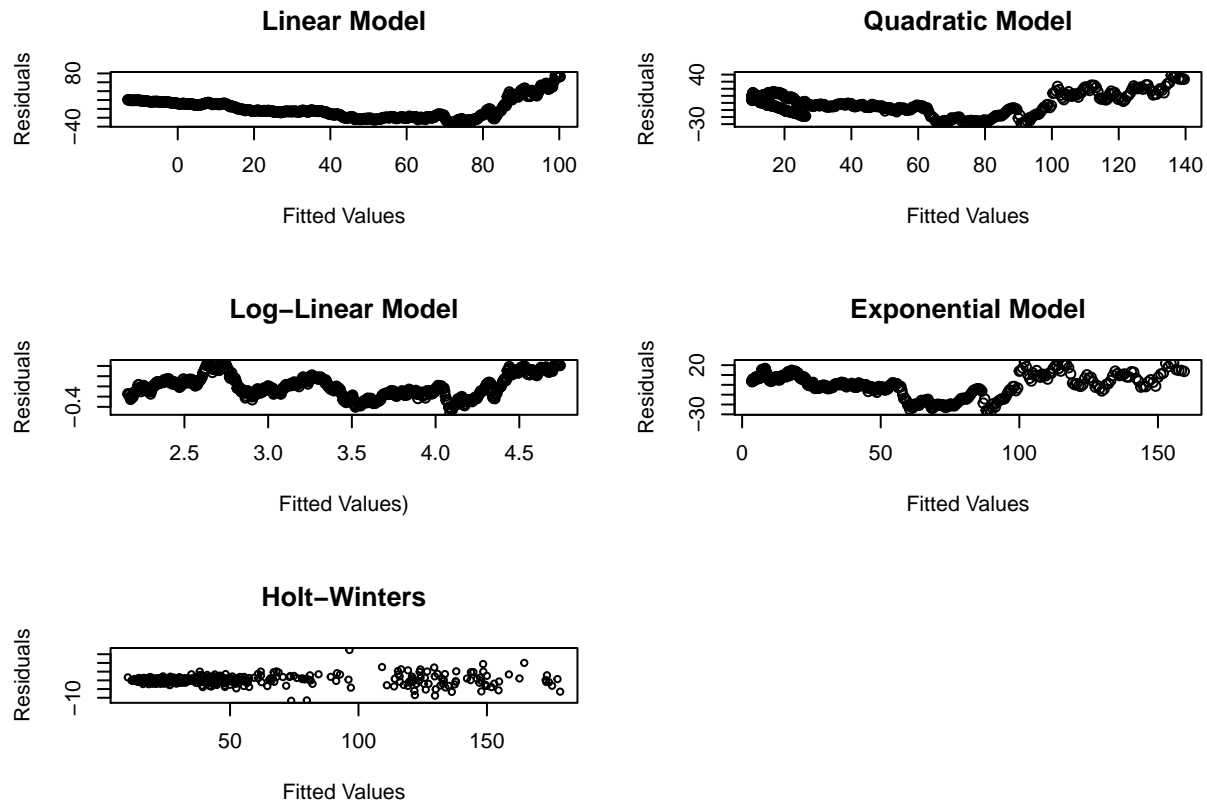 Linear Model
Residuals
80
−40
0 20 40 60 80 100
Fitted Values
Quadratic Model
Residuals
40
−30
20 40 60 80 100 120 140
Fitted Values
Log−Linear Model
Residuals
−0.4
2.5 3.0 3.5 4.0 4.5
Fitted Values)
Exponential Model
Residuals
20
−30
0 50 100 150
Fitted Values
Holt−Winters
Residuals
−10
50 100 150
Fitted Values